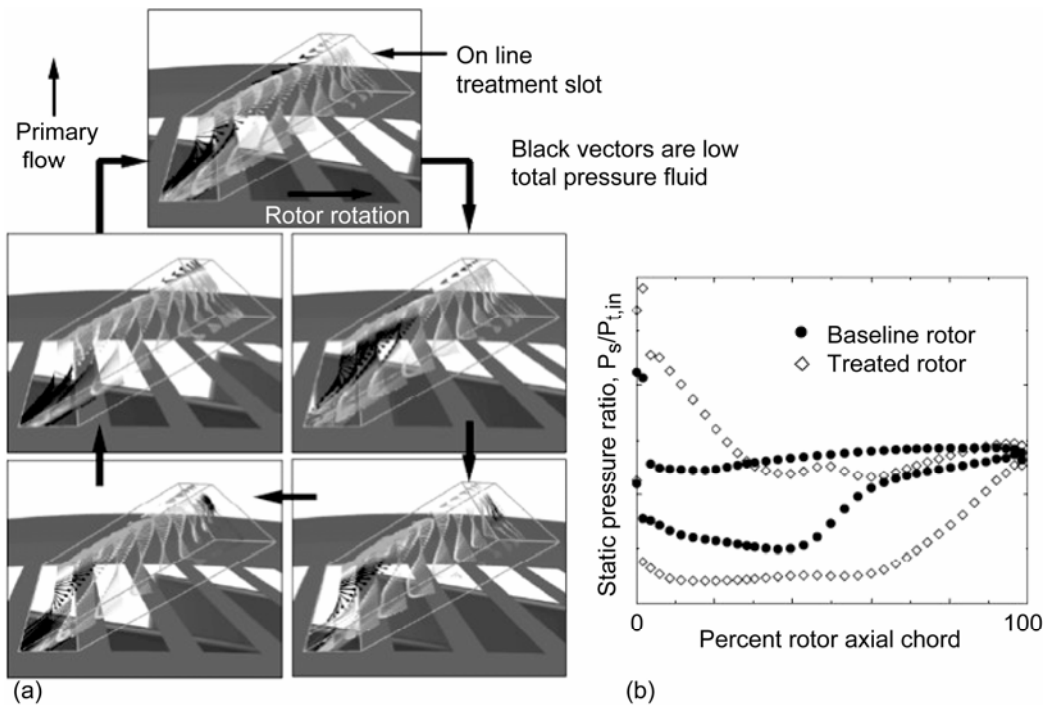 On line
treatment slot
Primary
flow
Black vectors are low
total pressure fluid
Rotor rotation
Static pressure ratio, Pₛ/Pₜ,ᵢₙ
Baseline rotor
Treated rotor
0
100
Percent rotor axial chord
(a)
(b)